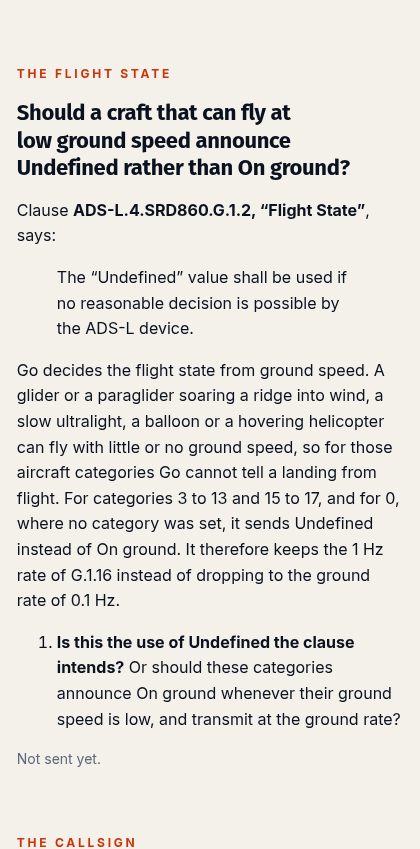 THE FLIGHT STATE
Should a craft that can fly at
low ground speed announce
Undefined rather than On ground?
Clause ADS-L.4.SRD860.G.1.2, “Flight State”,
says:
The “Undefined” value shall be used if
no reasonable decision is possible by
the ADS-L device.
Go decides the flight state from ground speed. A
glider or a paraglider soaring a ridge into wind, a
slow ultralight, a balloon or a hovering helicopter
can fly with little or no ground speed, so for those
aircraft categories Go cannot tell a landing from
flight. For categories 3 to 13 and 15 to 17, and for 0,
where no category was set, it sends Undefined
instead of On ground. It therefore keeps the 1 Hz
rate of G.1.16 instead of dropping to the ground
rate of 0.1 Hz.
1. Is this the use of Undefined the clause
intends? Or should these categories
announce On ground whenever their ground
speed is low, and transmit at the ground rate?
Not sent yet.
THE CALLSIGN